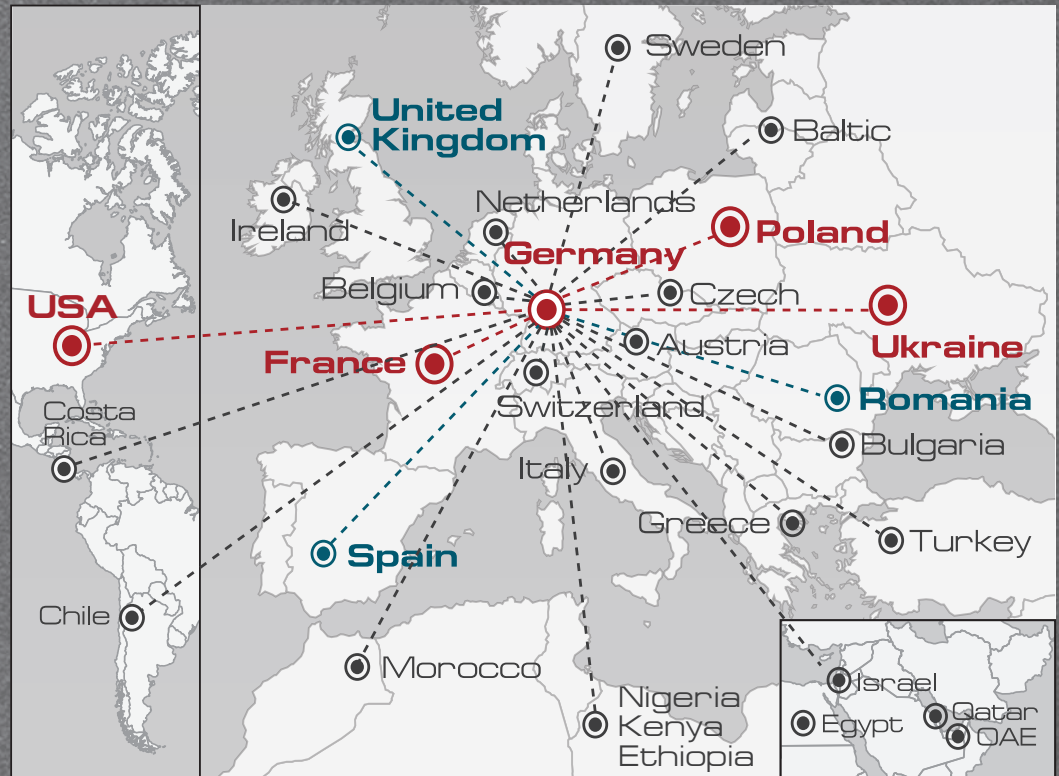 Sweden
United
Kingdom
Baltic
Netherlands
Ireland
Poland
Germany
Belgium
Czech
USA
Austria
Ukraine
France
Switzerland
Romania
Costa
Rica
Bulgaria
Italy
Greece
Turkey
Spain
Chile
Morocco
Israel
Nigeria
Kenya
Ethiopia
Qatar
Egypt
OAE